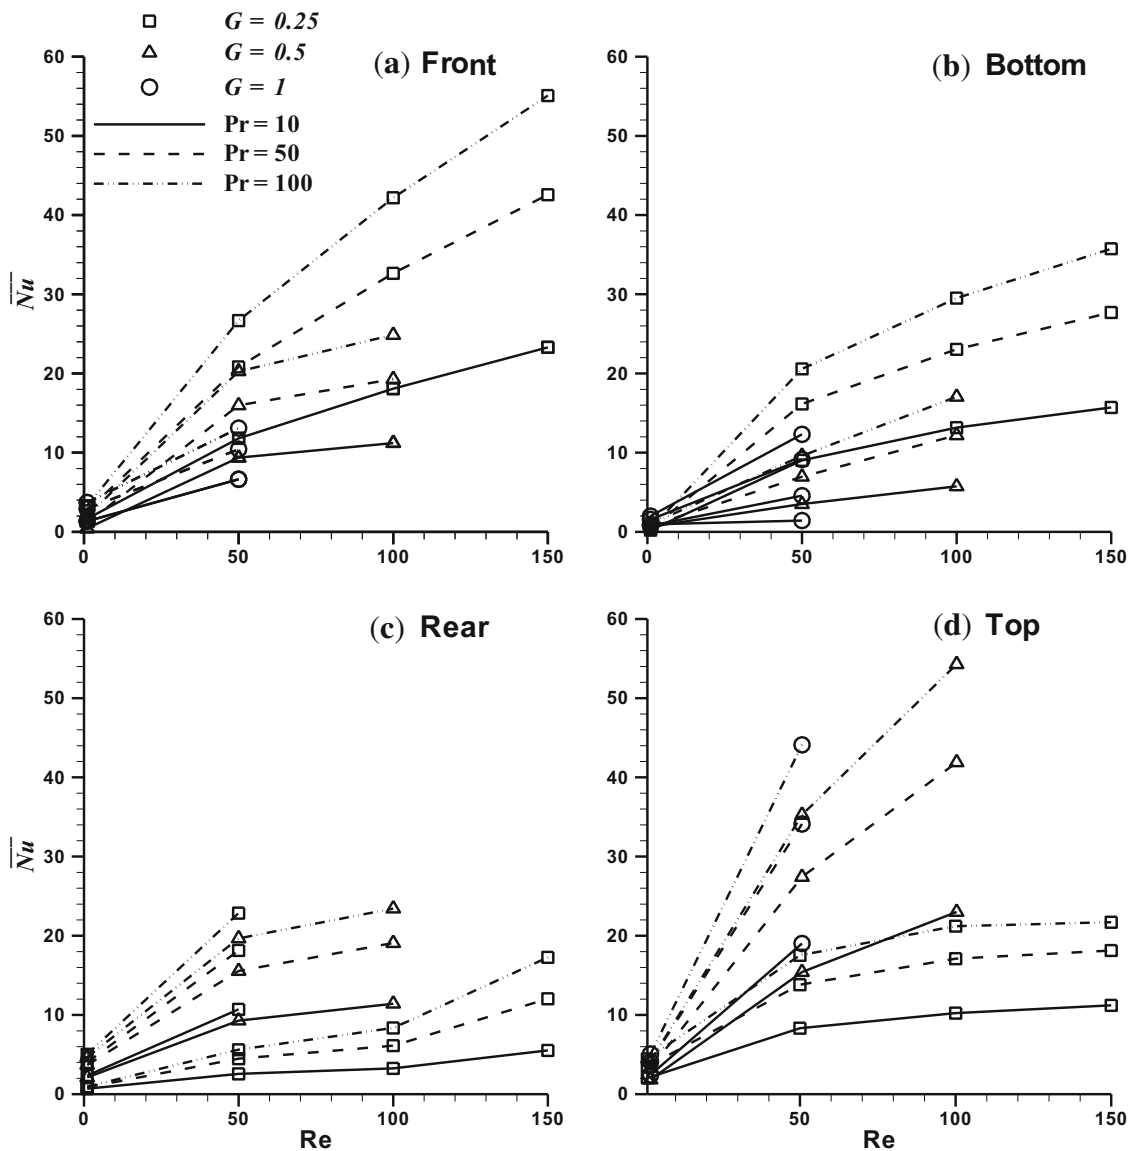 G = 0.25
G = 0.5
G = 1
Pr = 10
Pr = 50
Pr = 100
(a) Front
60
50
40
30
20
10
0
0 50 100 150
Nu
(b) Bottom
60
50
40
30
20
10
0
0 50 100 150
(c) Rear
60
50
40
30
20
10
0
0 50 100 150
Nu
Re
(d) Top
60
50
40
30
20
10
0
0 50 100 150
Re